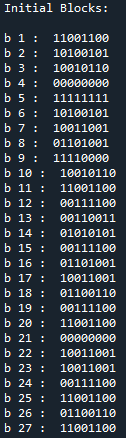 Initial Blocks:
b 1 :  11001100
b 2 :  10100101
b 3 :  10010110
b 4 :  00000000
b 5 :  11111111
b 6 :  10100101
b 7 :  10011001
b 8 :  01101001
b 9 :  11110000
b 10 :  10010110
b 11 :  11001100
b 12 :  00111100
b 13 :  00110011
b 14 :  01010101
b 15 :  00111100
b 16 :  01101001
b 17 :  10011001
b 18 :  01100110
b 19 :  00111100
b 20 :  11001100
b 21 :  00000000
b 22 :  10011001
b 23 :  10011001
b 24 :  00111100
b 25 :  11001100
b 26 :  01100110
b 27 :  11001100